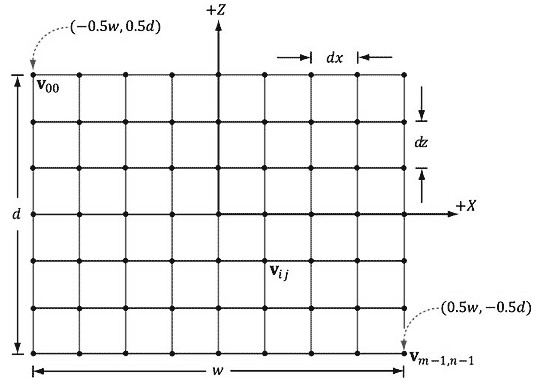 +Z
(−0.5w, 0.5d)
dx
v₀₀
dz
d
+X
vᵢⱼ
(0.5w, −0.5d)
vₘ₋₁,ₙ₋₁
w